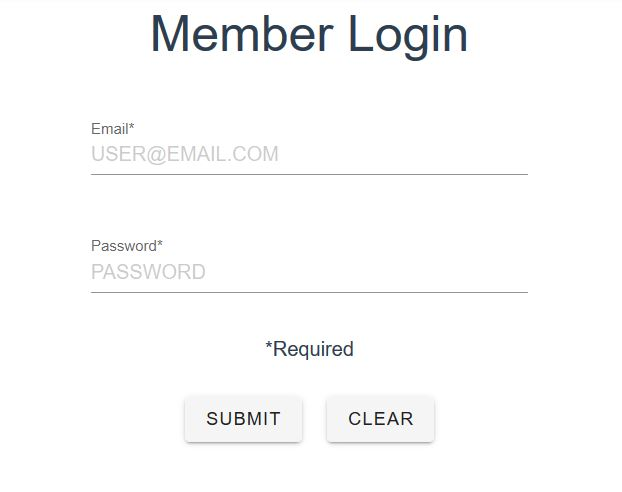 Member Login
Email*
USER@EMAIL.COM
Password*
PASSWORD
*Required
SUBMIT CLEAR